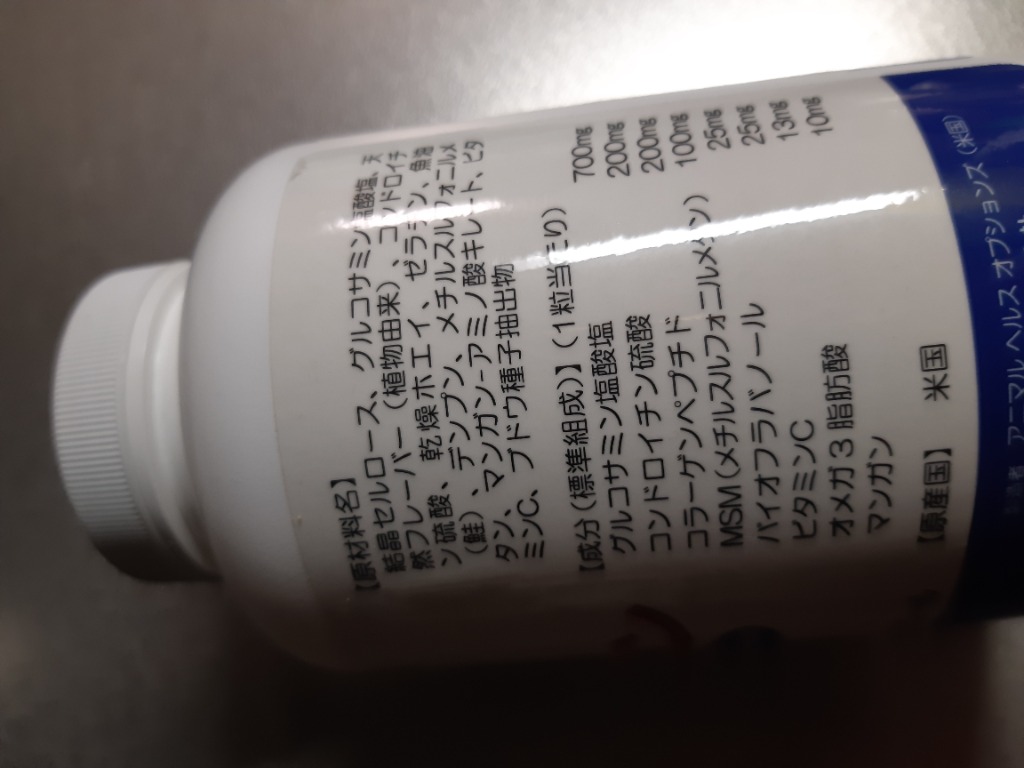 【原材料名】
結晶セルロース、グルコサミン塩酸塩、天
然フレーバー（植物由来）、コンドロイチ
ン硫酸、乾燥ホエイ、ゼラチン、魚油
（鮭）、デンプン、メチルスルフォニルメ
タン、マンガン-アミノ酸キレート、ビタ
ミンC、ブドウ種子抽出物
【成分（標準組成）】（1粒当たり）
グルコサミン塩酸塩 700mg
コンドロイチン硫酸 200mg
コラーゲンペプチド 200mg
MSM（メチルスルフォニルメタン） 100mg
バイオフラバノール 25mg
ビタミンC 25mg
オメガ3脂肪酸 13mg
マンガン 10mg
【原産国】 米国
製造者 アニマルヘルス オプションズ（米国）